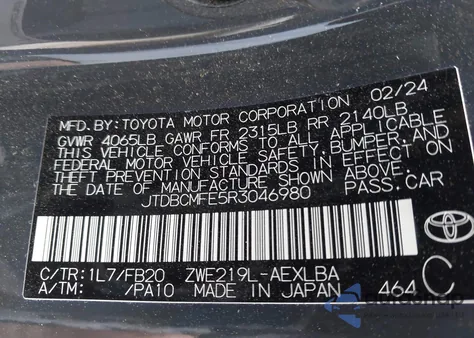 MFD. BY: TOYOTA MOTOR CORPORATION 02/24
GVWR 4065LB GAWR FR 2315LB RR 2140LB
THIS VEHICLE CONFORMS TO ALL APPLICABLE
FEDERAL MOTOR VEHICLE SAFETY, BUMPER, AND
THEFT PREVENTION STANDARDS IN EFFECT ON
THE DATE OF MANUFACTURE SHOWN ABOVE.
JTDBCMFE5R3046980 PASS. CAR
C/TR: 1L7/FB20 ZWE219L-AEXLBA C
A/TM: /PA10 MADE IN JAPAN 464
TOYOTA